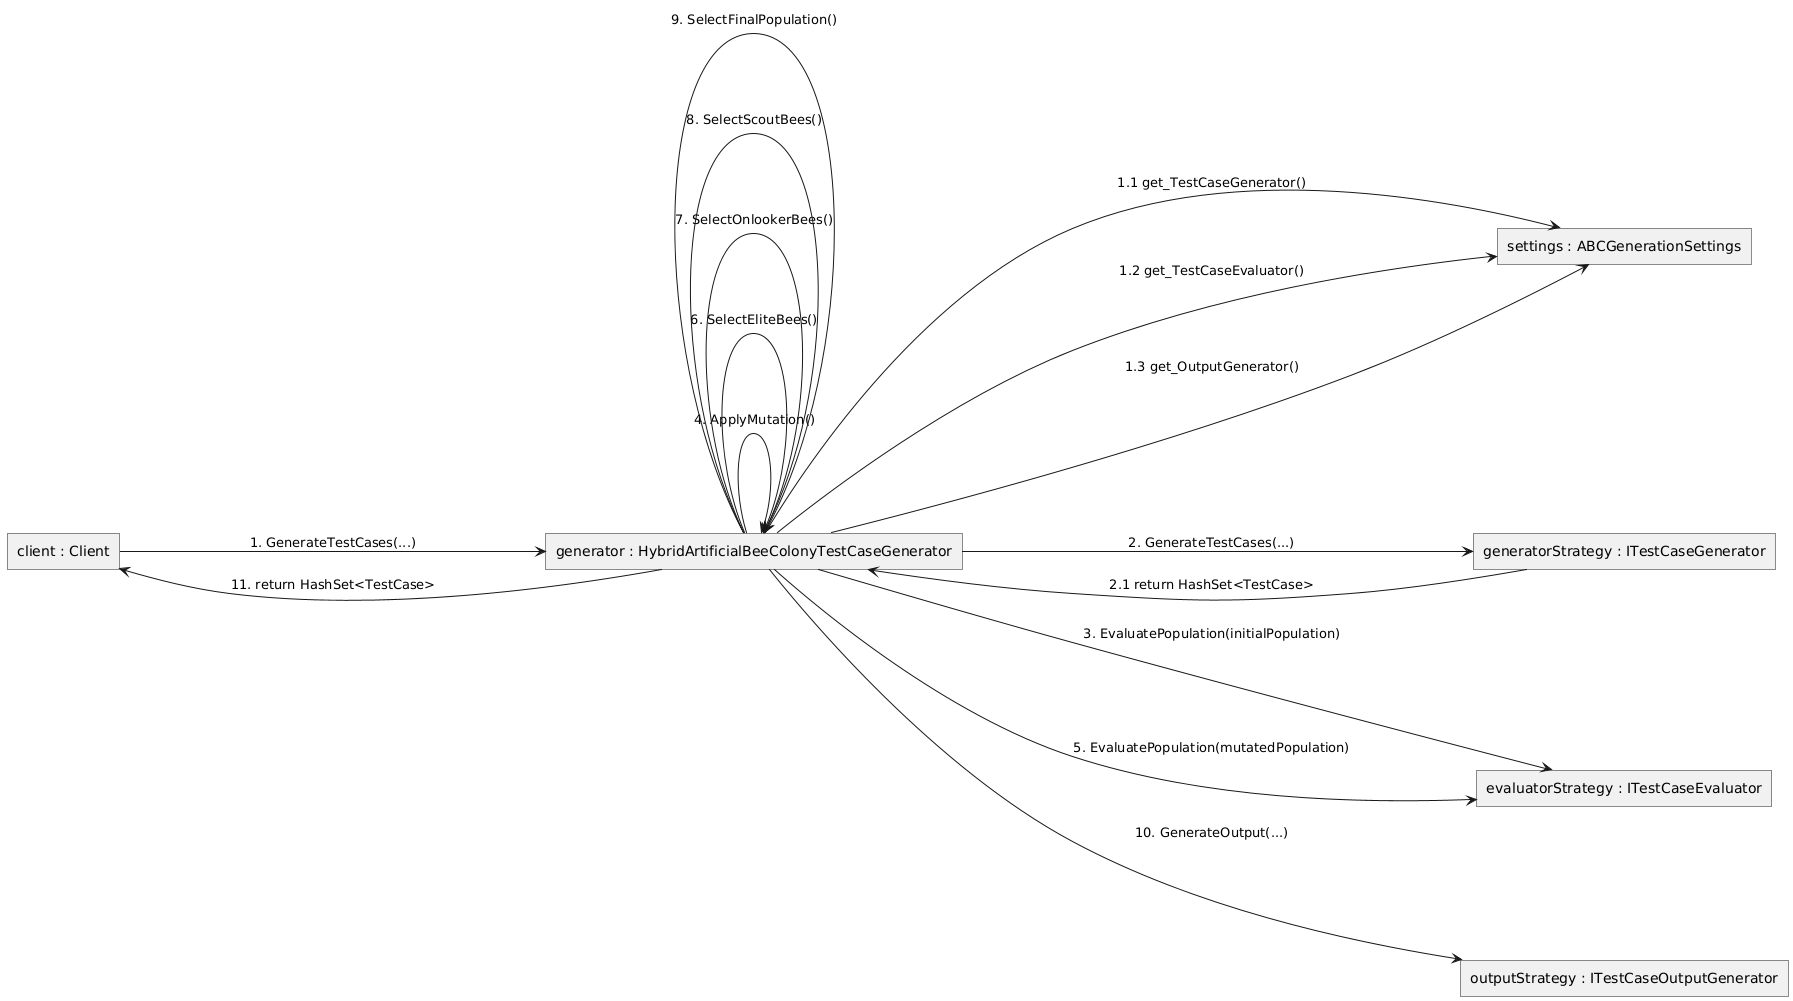 9. SelectFinalPopulation()
8. SelectScoutBees()
1.1 get_TestCaseGenerator()
7. SelectOnlookerBees()
settings : ABCGenerationSettings
1.2 get_TestCaseEvaluator()
6. SelectEliteBees()
1.3 get_OutputGenerator()
4. ApplyMutation()
1. GenerateTestCases(...)
2. GenerateTestCases(...)
client : Client
generator : HybridArtificialBeeColonyTestCaseGenerator
generatorStrategy : ITestCaseGenerator
11. return HashSet<TestCase>
2.1 return HashSet<TestCase>
3. EvaluatePopulation(initialPopulation)
5. EvaluatePopulation(mutatedPopulation)
evaluatorStrategy : ITestCaseEvaluator
10. GenerateOutput(...)
outputStrategy : ITestCaseOutputGenerator